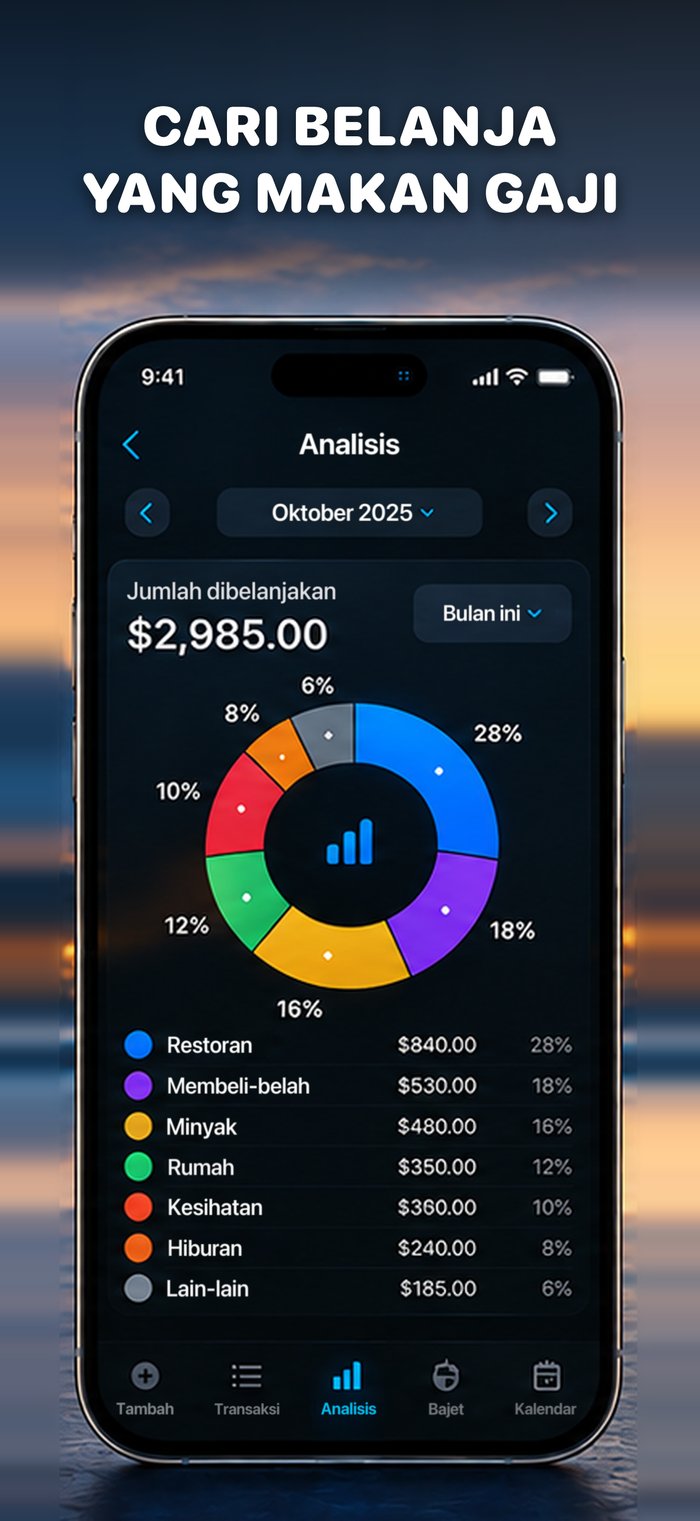 CARI BELANJA
YANG MAKAN GAJI
9:41
Analisis
Oktober 2025
Jumlah dibelanjakan
$2,985.00
Bulan ini
6%
8%
28%
10%
12%
18%
16%
Restoran $840.00 28%
Membeli-belah $530.00 18%
Minyak $480.00 16%
Rumah $350.00 12%
Kesihatan $360.00 10%
Hiburan $240.00 8%
Lain-lain $185.00 6%
Tambah Transaksi Analisis Bajet Kalendar